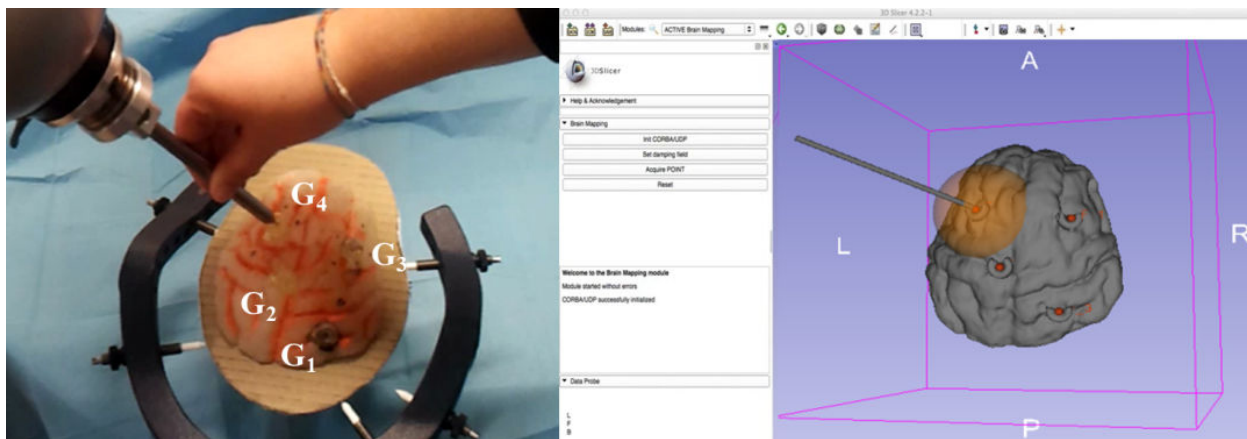 G4
G3
G2
G1
3D Slicer 4.2.2-1
Modules: ACTIVE Brain Mapping
3DSlicer
Help & Acknowledgement
Brain Mapping
Init CORBA/UDP
Set damping field
Acquire POINT
Reset
Welcome to the Brain Mapping module
Module started without errors
CORBA/UDP successfully initialized
Data Probe
L
F
B
A
L
R
P